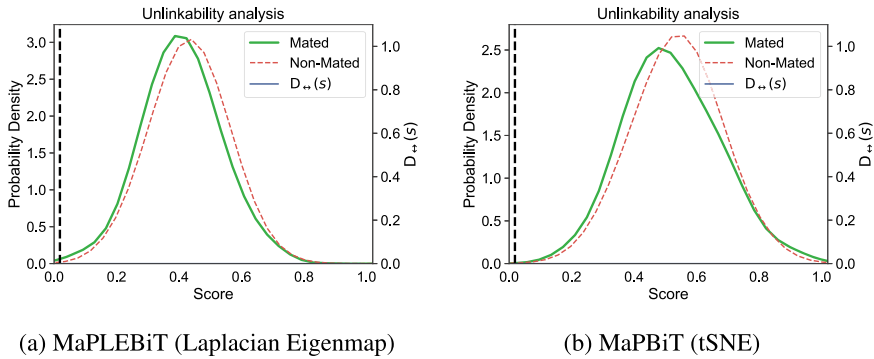 Unlinkability analysis
Probability Density
3.0
2.5
2.0
1.5
1.0
0.5
0.0
0.0 0.2 0.4 0.6 0.8 1.0
Score
1.0
0.8
0.6
0.4
0.2
0.0
D↔(s)
Mated
Non-Mated
D↔(s)
(a) MaPLEBiT (Laplacian Eigenmap)
Unlinkability analysis
Probability Density
2.5
2.0
1.5
1.0
0.5
0.0
0.0 0.2 0.4 0.6 0.8 1.0
Score
1.0
0.8
0.6
0.4
0.2
0.0
D↔(s)
Mated
Non-Mated
D↔(s)
(b) MaPBiT (tSNE)